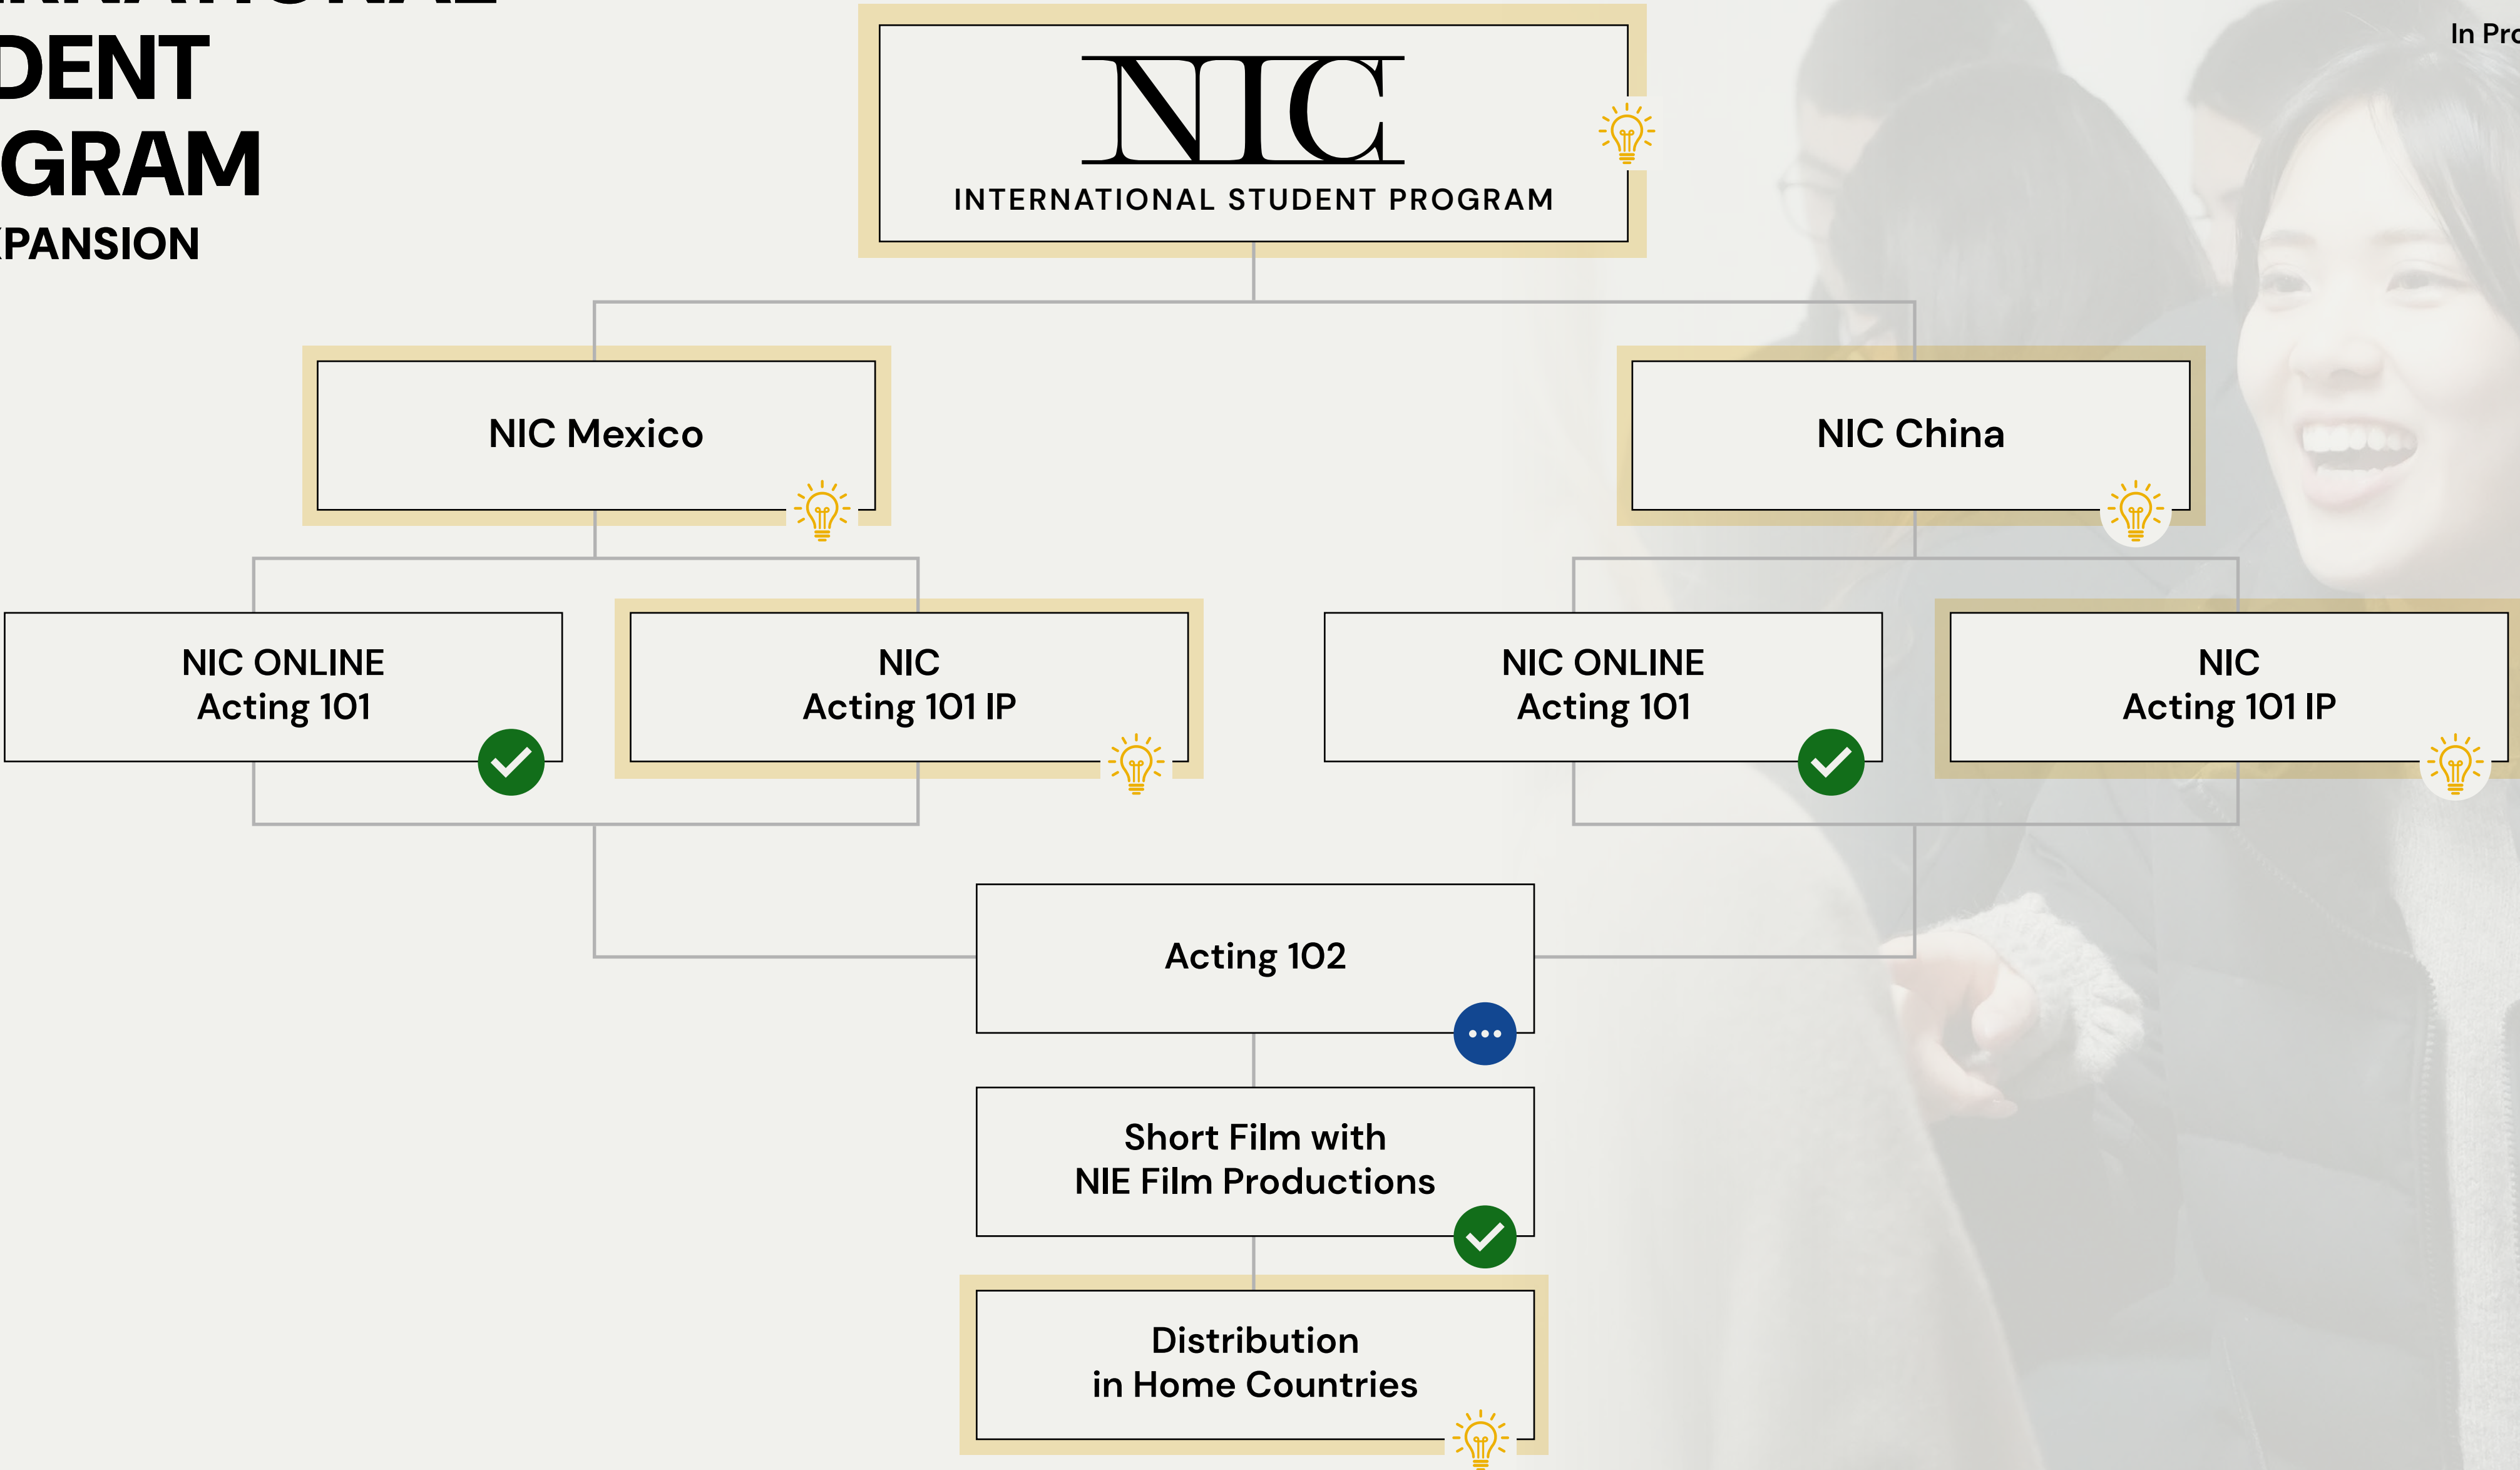 DENT
GRAM
PANSION
NIC
INTERNATIONAL STUDENT PROGRAM
In Pro
NIC Mexico
NIC China
NIC ONLINE
Acting 101
NIC
Acting 101 IP
NIC ONLINE
Acting 101
NIC
Acting 101 IP
Acting 102
Short Film with
NIE Film Productions
Distribution
in Home Countries